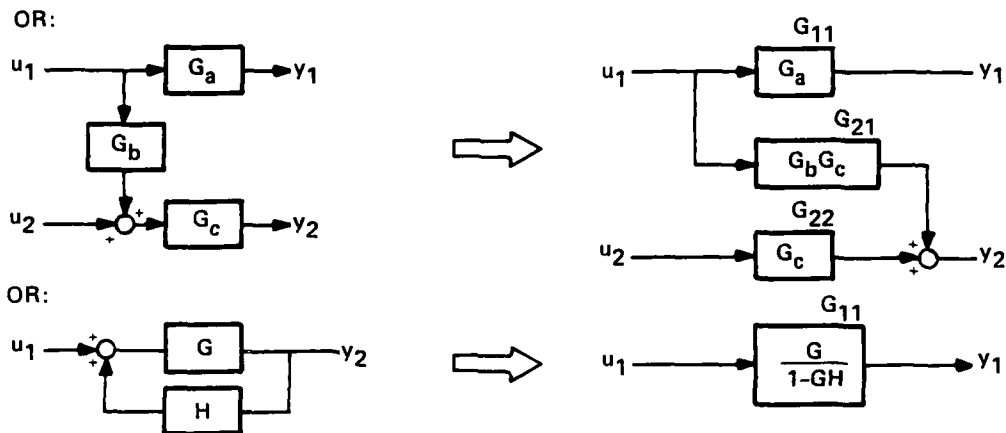 OR:
u1 Ga y1
Gb
+
u2 + Gc y2
G11
u1 Ga y1
G21
GbGc
G22
u2 Gc + + y2
OR:
u1 + + G y2
H
G11
u1 G/1-GH y1